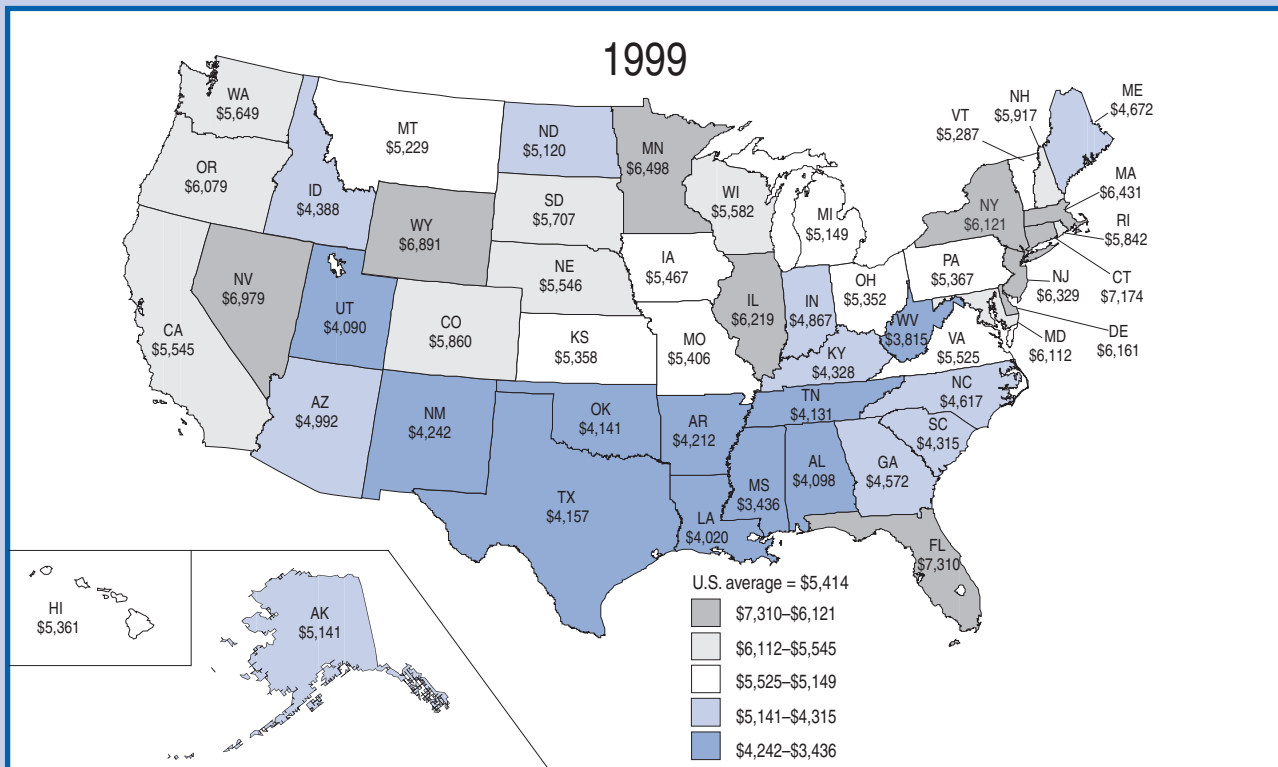 1999
WA
$5,649
OR
$6,079
CA
$5,545
NV
$6,979
ID
$4,388
MT
$5,229
WY
$6,891
UT
$4,090
AZ
$4,992
CO
$5,860
NM
$4,242
ND
$5,120
SD
$5,707
NE
$5,546
KS
$5,358
OK
$4,141
TX
$4,157
MN
$6,498
IA
$5,467
MO
$5,406
AR
$4,212
LA
$4,020
WI
$5,582
IL
$6,219
MI
$5,149
IN
$4,867
OH
$5,352
KY
$4,328
TN
$4,131
MS
$3,436
AL
$4,098
GA
$4,572
FL
$7,310
SC
$4,315
NC
$4,617
VA
$5,525
WV
$3,815
PA
$5,367
NY
$6,121
VT
$5,287
NH
$5,917
ME
$4,672
MA
$6,431
RI
$5,842
CT
$7,174
NJ
$6,329
DE
$6,161
MD
$6,112
HI
$5,361
AK
$5,141
U.S. average = $5,414
$7,310–$6,121
$6,112–$5,545
$5,525–$5,149
$5,141–$4,315
$4,242–$3,436